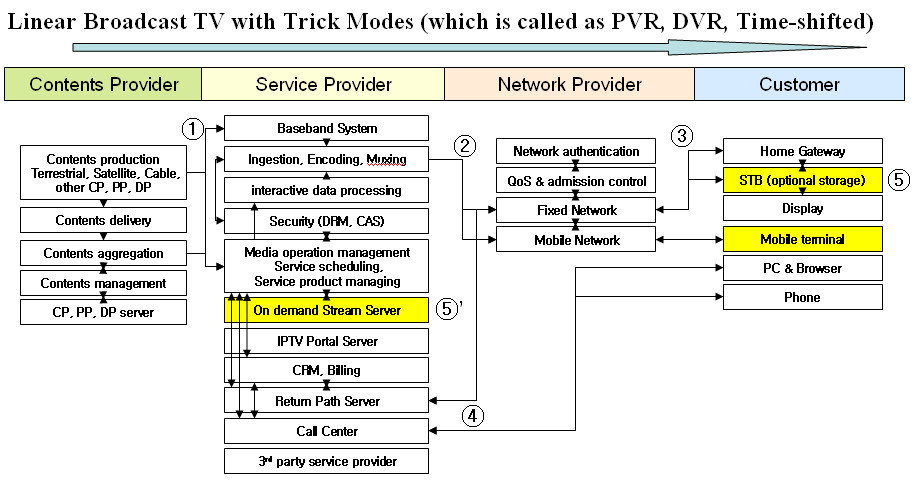 Linear Broadcast TV with Trick Modes (which is called as PVR, DVR, Time-shifted)
Contents Provider
Service Provider
Network Provider
Customer
①
Contents production
Terrestrial, Satellite, Cable,
other CP, PP, DP
Contents delivery
Contents aggregation
Contents management
CP, PP, DP server
Baseband System
Ingestion, Encoding, Muxing
interactive data processing
Security (DRM, CAS)
Media operation management
Service scheduling,
Service product managing
On demand Stream Server
⑤'
IPTV Portal Server
CRM, Billing
Return Path Server
Call Center
3rd party service provider
②
④
Network authentication
QoS & admission control
Fixed Network
Mobile Network
③
Home Gateway
STB (optional storage)
⑤
Display
Mobile terminal
PC & Browser
Phone